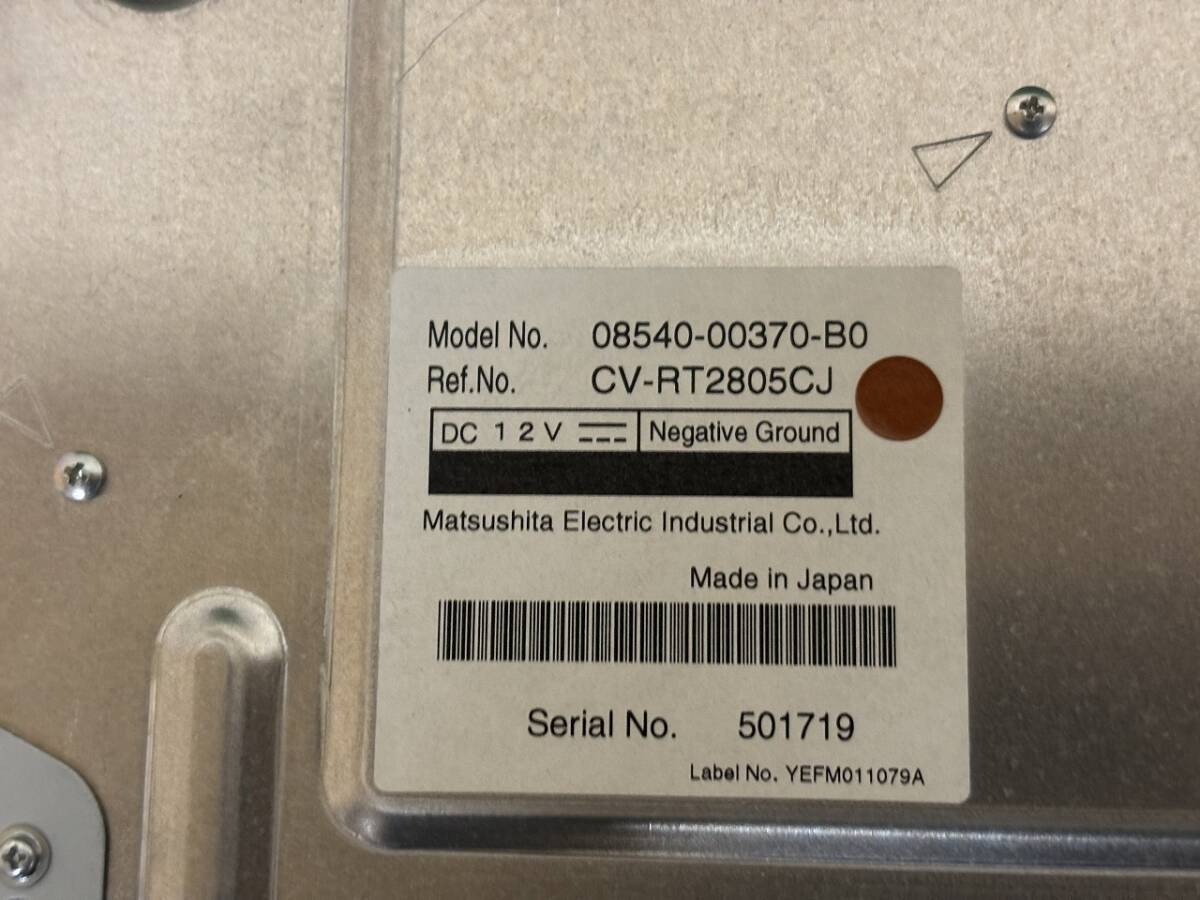 Model No. 08540-00370-B0
Ref.No. CV-RT2805CJ
DC 12V Negative Ground
Matsushita Electric Industrial Co.,Ltd.
Made in Japan
Serial No. 501719
Label No. YEFM011079A